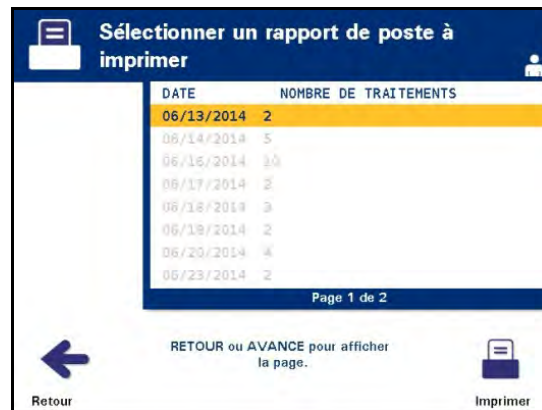 Sélectionner un rapport de poste à
imprimer
DATE NOMBRE DE TRAITEMENTS
06/13/2014 2
06/14/2014 5
06/16/2014 10
06/17/2014 2
06/18/2014 3
06/19/2014 2
06/20/2014 4
06/23/2014 2
Page 1 de 2
RETOUR ou AVANCE pour afficher
la page.
Retour
Imprimer